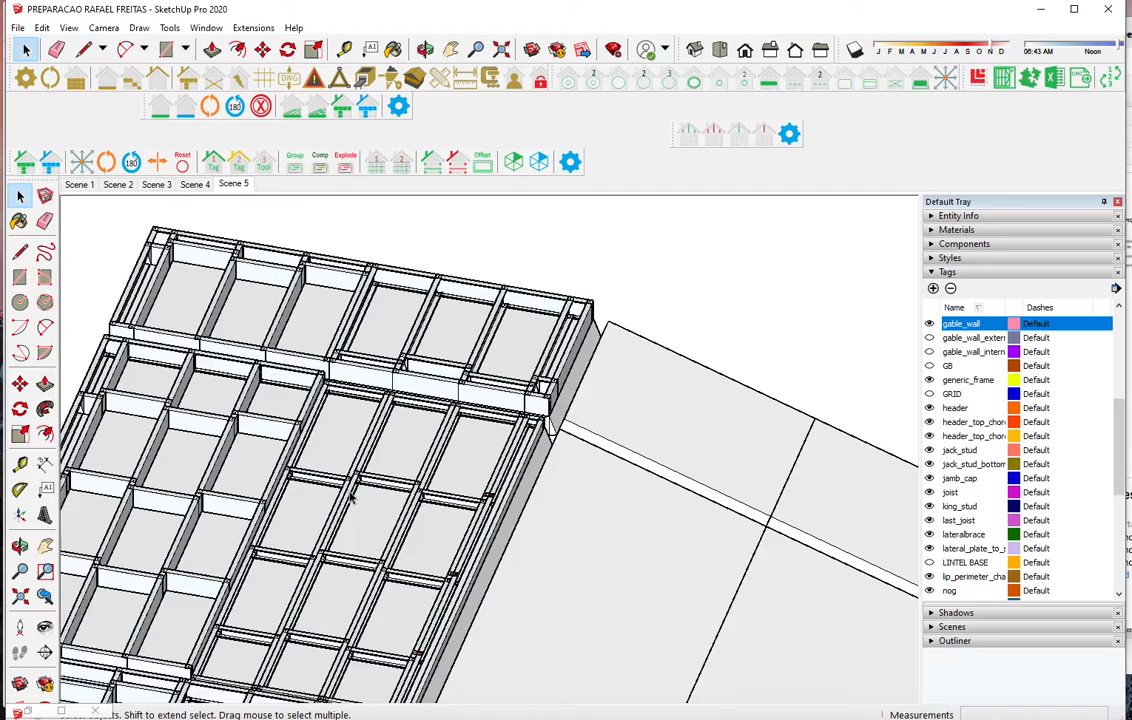 PREPARACAO RAFAEL FREITAS - SketchUp Pro 2020
File Edit View Camera Draw Tools Window Extensions Help
J F M A M J J A S O N D 06:43 AM Noon
Reset Tag Tag Tool Group Comp Explode Offset
Scene 1 Scene 2 Scene 3 Scene 4 Scene 5
Default Tray
Entity Info
Materials
Components
Styles
Tags
Name Dashes
gable_wall Default
gable_wall_extern Default
gable_wall_intern Default
GB Default
generic_frame Default
GRID Default
header Default
header_top_chor Default
header_top_chor Default
jack_stud Default
jack_stud_bottom Default
jamb_cap Default
joist Default
king_stud Default
last_joist Default
lateralbrace Default
lateral_plate_to_s Default
LINTEL BASE Default
lip_perimeter_cha Default
nog Default
Shadows
Scenes
Outliner
objects. Shift to extend select. Drag mouse to select multiple.
Measurements